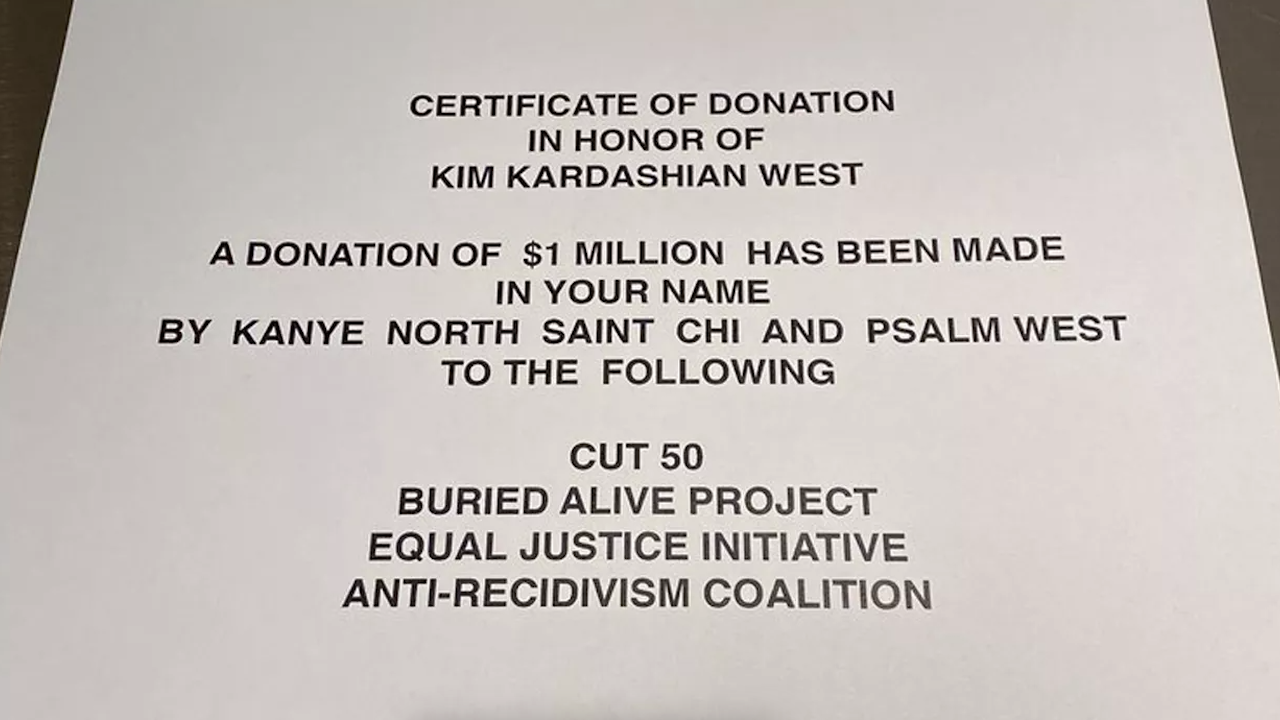 CERTIFICATE OF DONATION
IN HONOR OF
KIM KARDASHIAN WEST
A DONATION OF $1 MILLION HAS BEEN MADE
IN YOUR NAME
BY KANYE NORTH SAINT CHI AND PSALM WEST
TO THE FOLLOWING
CUT 50
BURIED ALIVE PROJECT
EQUAL JUSTICE INITIATIVE
ANTI-RECIDIVISM COALITION